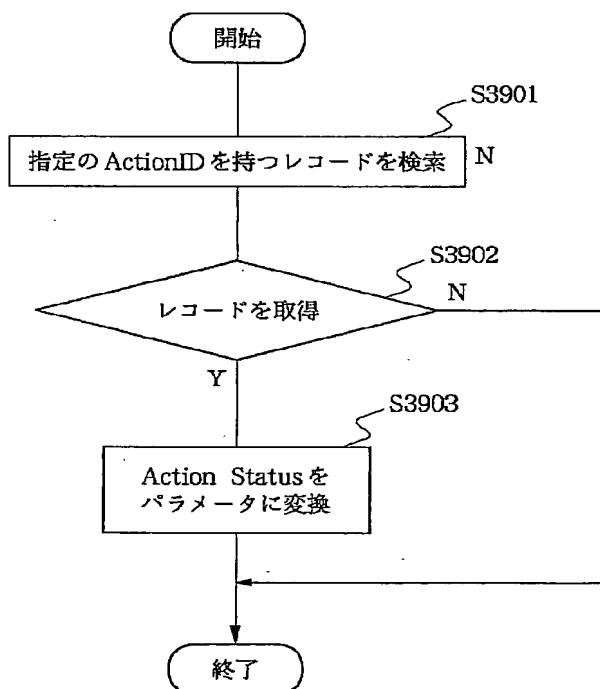 開始
S3901
指定のActionIDを持つレコードを検索
N
S3902
レコードを取得
N
Y
S3903
Action Statusを
パラメータに変換
終了